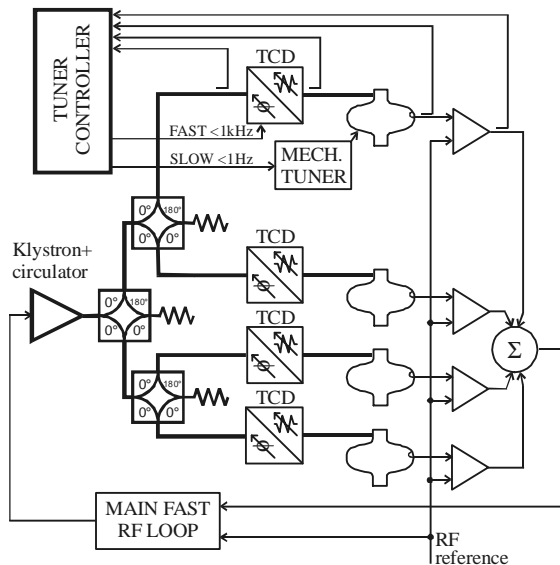 TUNER
CONTROLLER
TCD
FAST <1kHz
SLOW <1Hz
MECH.
TUNER
0° 180°
0° 0°
Klystron+
circulator
TCD
0° 180°
0° 0°
TCD
Σ
0° 180°
0° 0°
TCD
MAIN FAST
RF LOOP
RF
reference